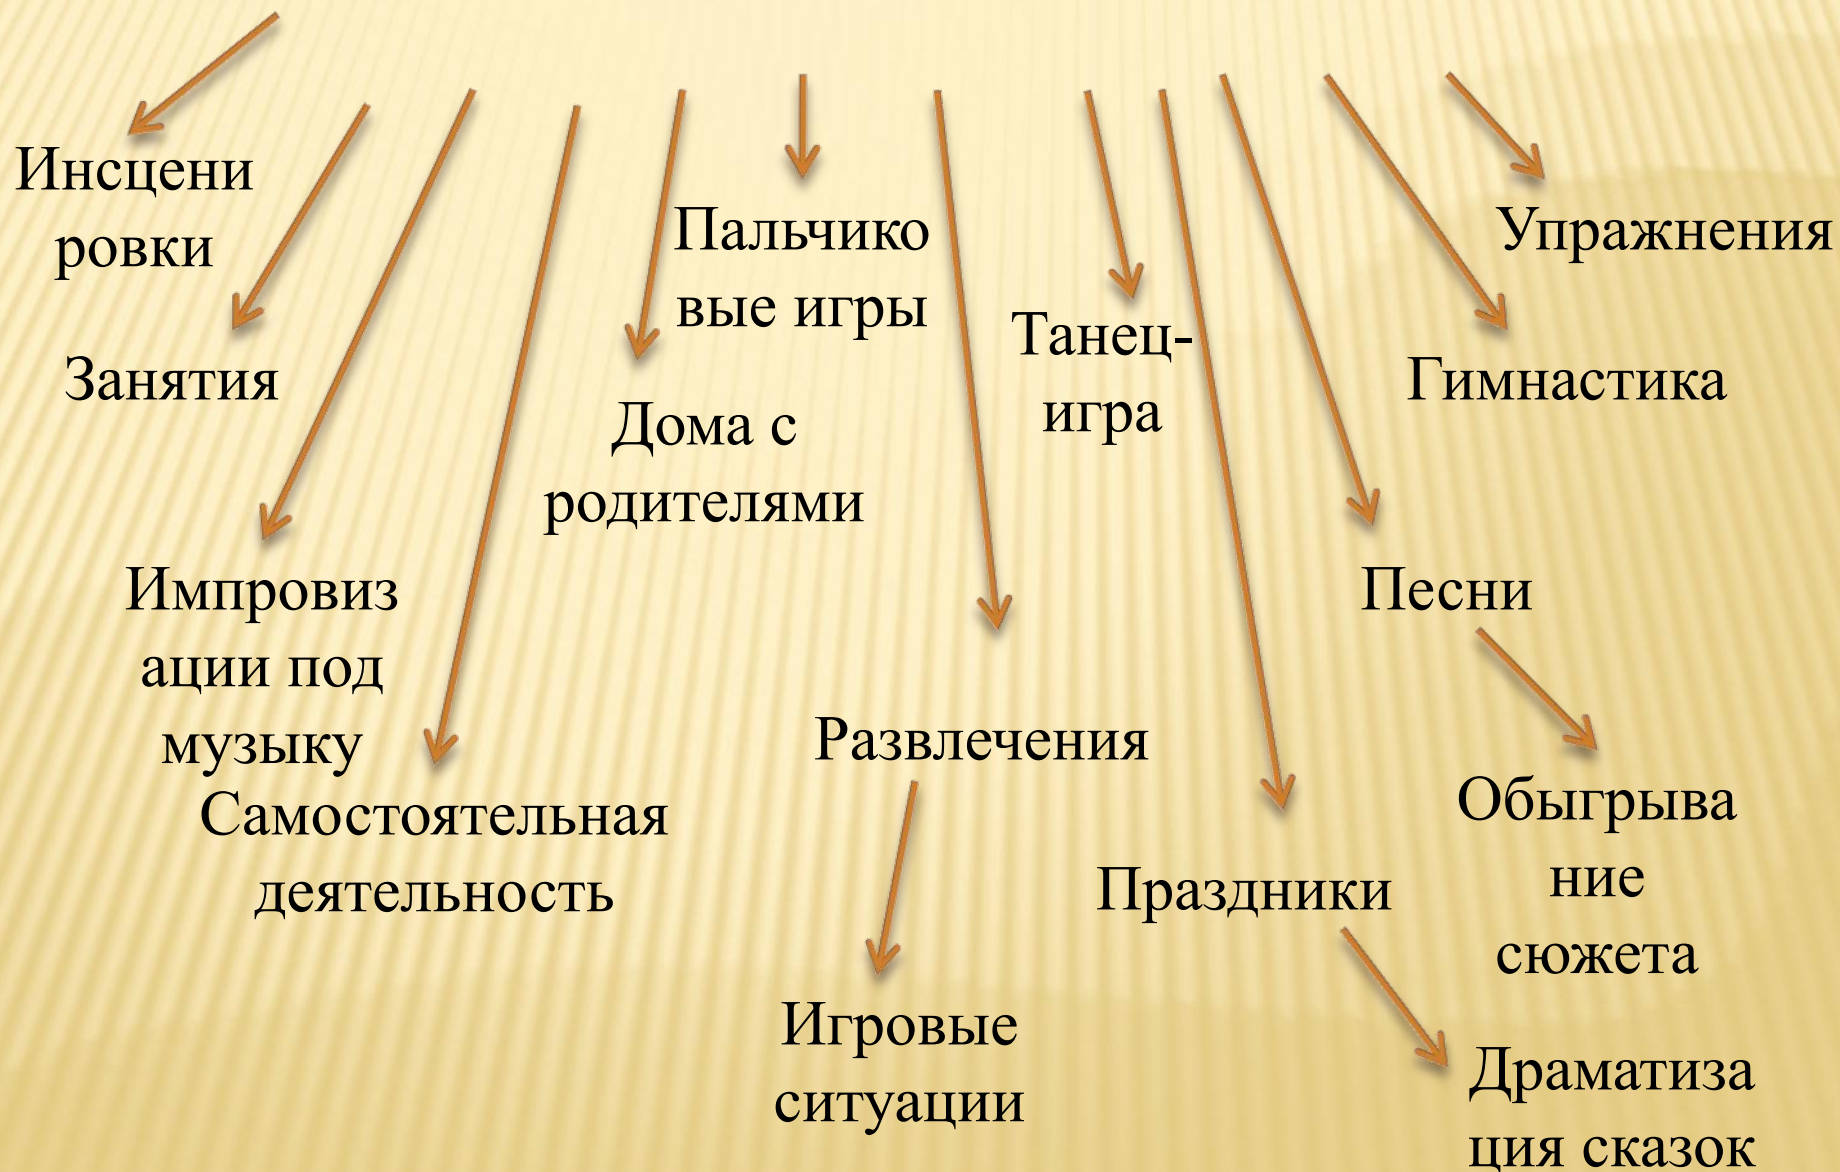 Инсцени
ровки
Занятия
Импровиз
ации под
музыку
Самостоятельная
деятельность
Дома с
родителями
Пальчико
вые игры
Развлечения
Игровые
ситуации
Танец-
игра
Праздники
Драматиза
ция сказок
Песни
Обыгрыва
ние
сюжета
Гимнастика
Упражнения